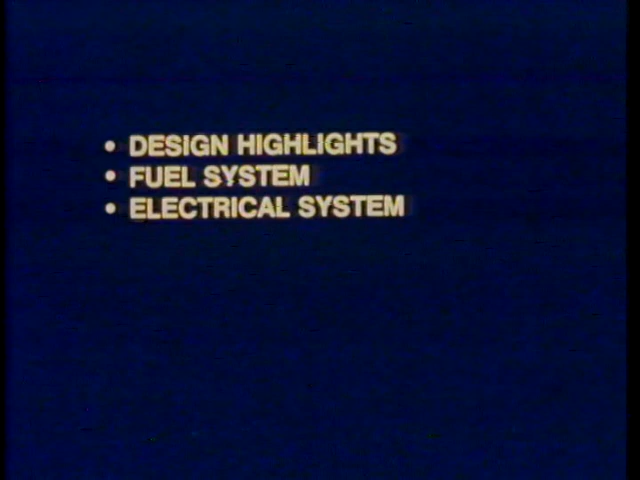 • DESIGN HIGHLIGHTS
• FUEL SYSTEM
• ELECTRICAL SYSTEM